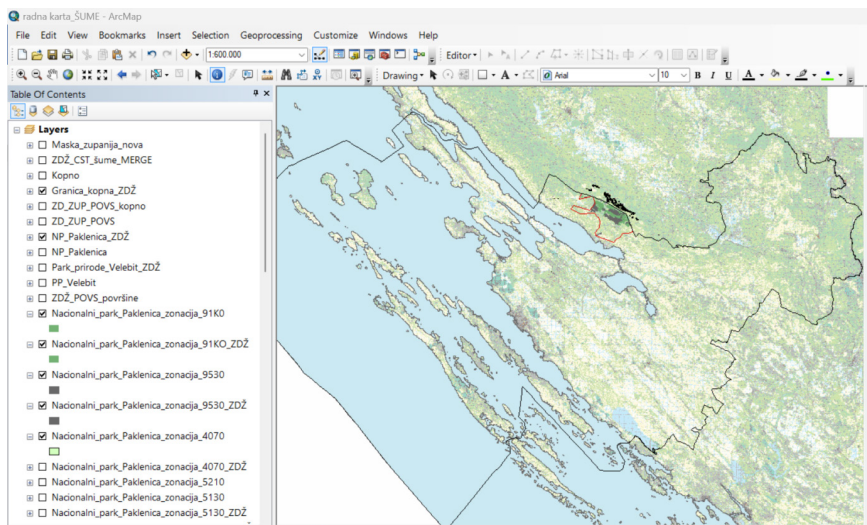 radna karta_ŠUME - ArcMap
File Edit View Bookmarks Insert Selection Geoprocessing Customize Windows Help
1:600.000
Editor
Drawing
Arial
10
B I U A
Table Of Contents
Layers
Maska_zupanija_nova
ZDŽ_CST_šume_MERGE
Kopno
Granica_kopna_ZDŽ
ZD_ZUP_POVS_kopno
ZD_ZUP_POVS
NP_Paklenica_ZDŽ
NP_Paklenica
Park_prirode_Velebit_ZDŽ
PP_Velebit
ZDŽ_POVS_površine
Nacionalni_park_Paklenica_zonacija_91K0
Nacionalni_park_Paklenica_zonacija_91KO_ZDŽ
Nacionalni_park_Paklenica_zonacija_9530
Nacionalni_park_Paklenica_zonacija_9530_ZDŽ
Nacionalni_park_Paklenica_zonacija_4070
Nacionalni_park_Paklenica_zonacija_4070_ZDŽ
Nacionalni_park_Paklenica_zonacija_5210
Nacionalni_park_Paklenica_zonacija_5130
Nacionalni_park_Paklenica_zonacija_5130_ZDŽ